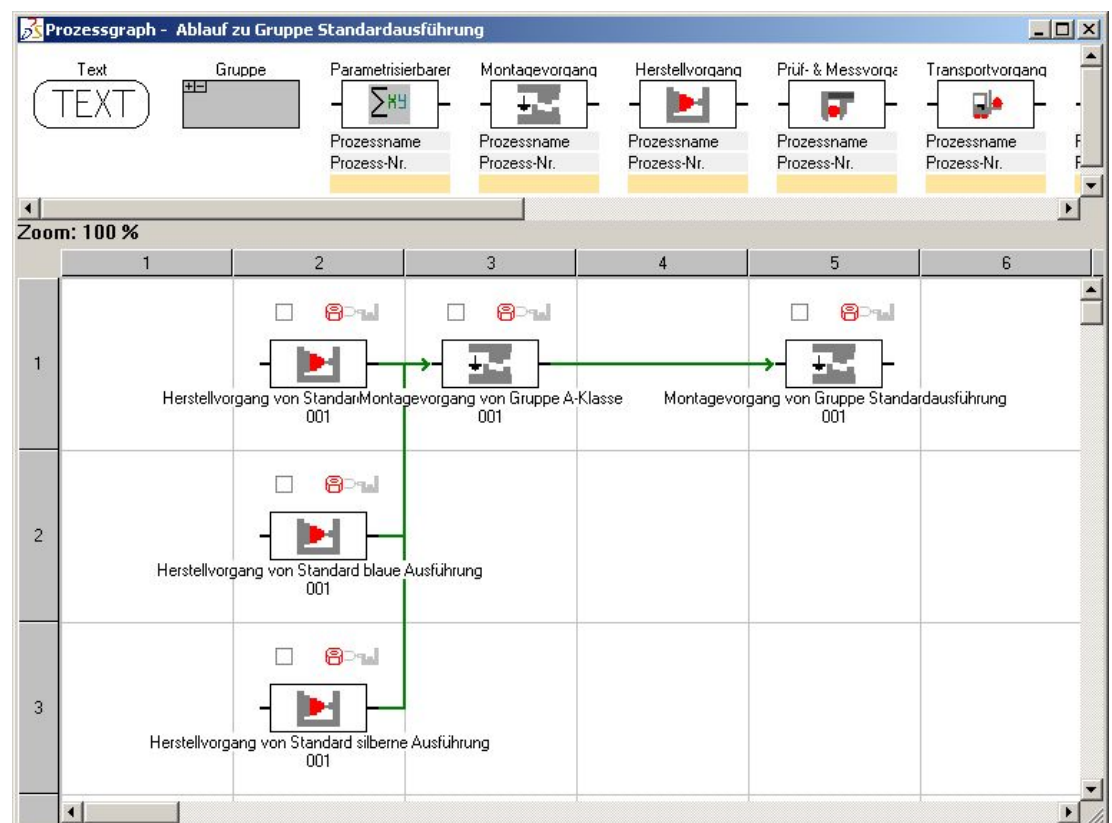 Prozessgraph - Ablauf zu Gruppe Standardausführung
Text Gruppe Parametrisierbarer Montagevorgang Herstellvorgang Prüf- & Messvorga Transportvorgang
TEXT
Prozessname Prozessname Prozessname Prozessname Prozessname
Prozess-Nr. Prozess-Nr. Prozess-Nr. Prozess-Nr. Prozess-Nr.
Zoom: 100 %
1 2 3 4 5 6
1
Herstellvorgang von Standar Montagevorgang von Gruppe A-Klasse Montagevorgang von Gruppe Standardausführung
001 001 001
2
Herstellvorgang von Standard blaue Ausführung
001
3
Herstellvorgang von Standard silberne Ausführung
001